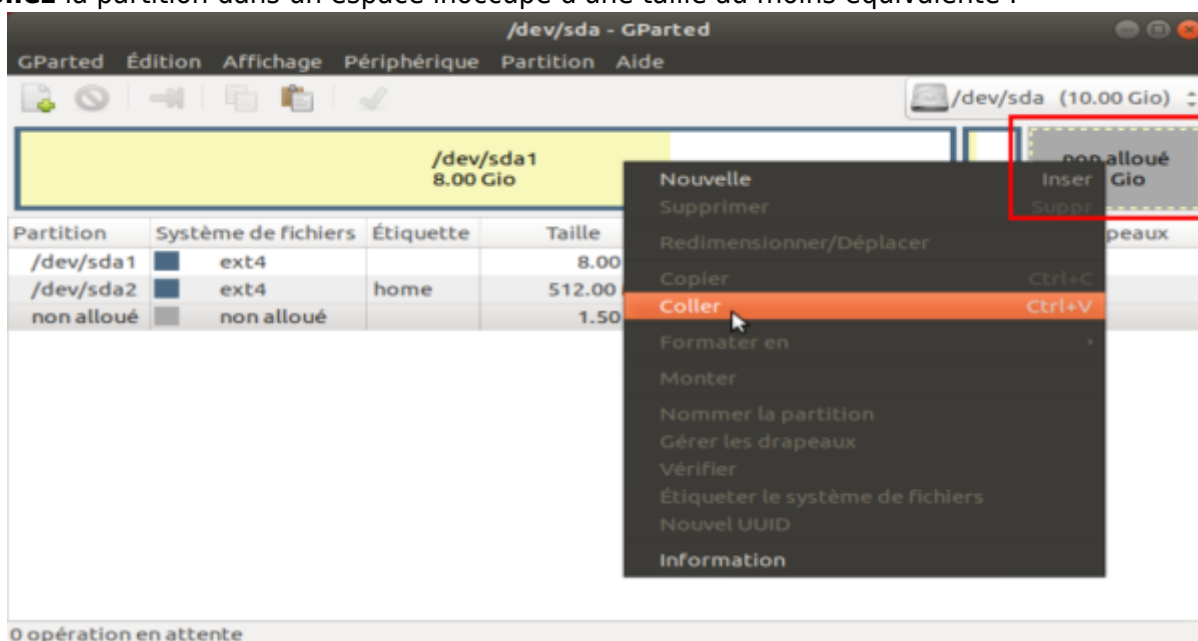 la partition dans un espace inoccupé d'une taille au moins équivalente :
/dev/sda - GParted
GParted Édition Affichage Périphérique Partition Aide
/dev/sda (10.00 Gio)
/dev/sda1
8.00 Gio
non alloué
Gio
Partition Système de fichiers Étiquette Taille
/dev/sda1 ext4 8.00
/dev/sda2 ext4 home 512.00
non alloué non alloué 1.50
Nouvelle Inser
Supprimer Suppr
Redimensionner/Déplacer
Copier Ctrl+C
Coller Ctrl+V
Formater en
Monter
Nommer la partition
Gérer les drapeaux
Vérifier
Étiqueter le système de fichiers
Nouvel UUID
Information
0 opération en attente